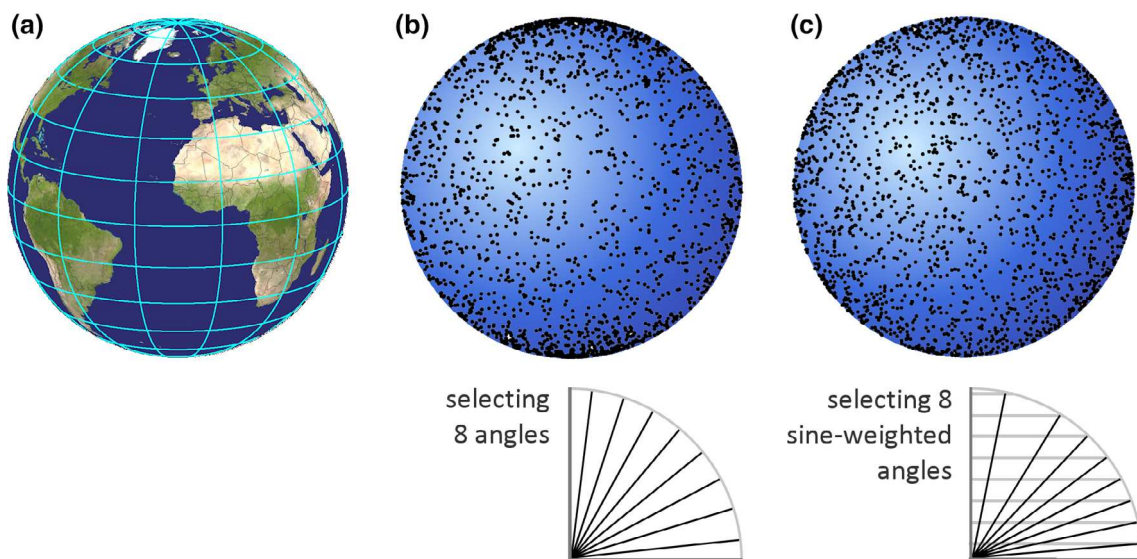 (a)
(b)
(c)
selecting
8 angles
selecting 8
sine-weighted
angles